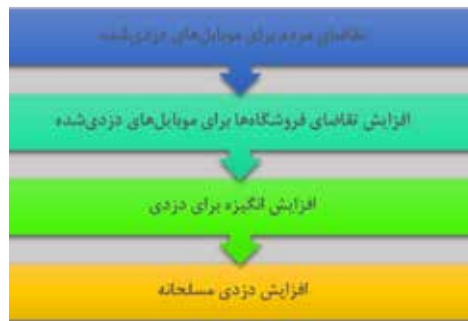 تقاضای مردم برای موبایل‌های دزدی‌شده
افزایش تقاضای فروشگاه‌ها برای موبایل‌های دزدی‌شده
افزایش انگیزه برای دزدی
افزایش دزدی مسلحانه